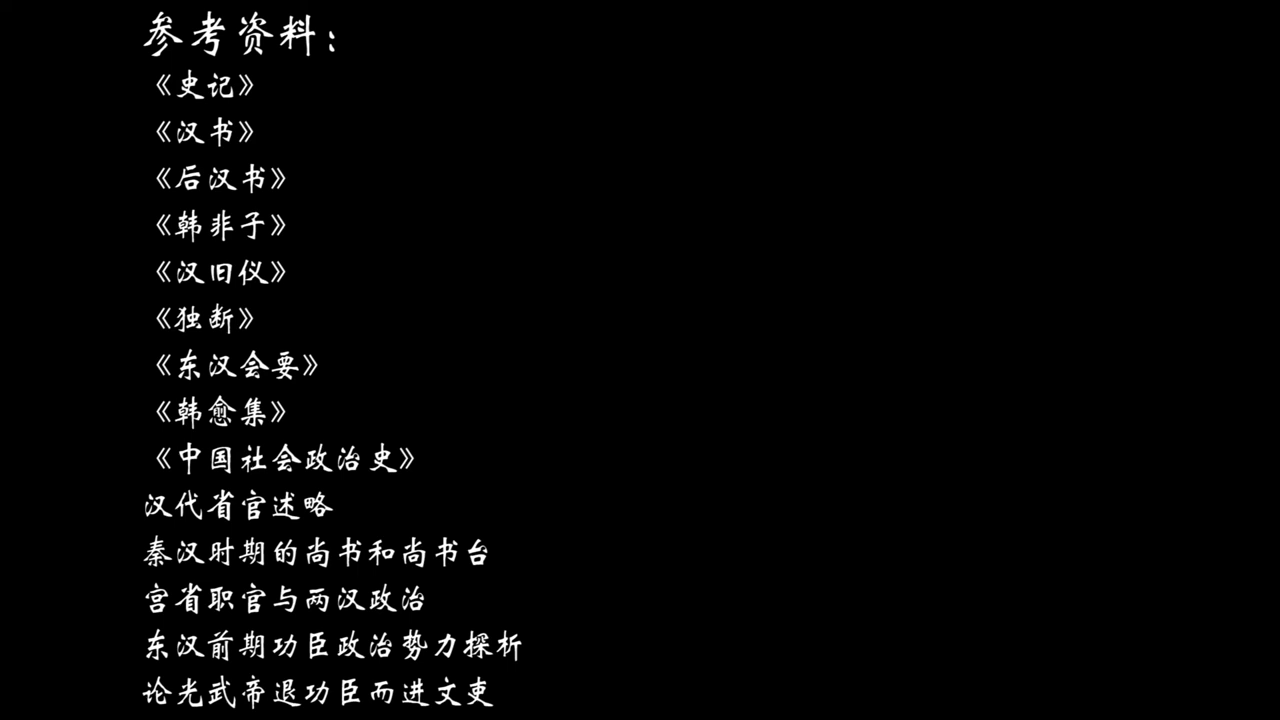 参考资料：
《史记》
《汉书》
《后汉书》
《韩非子》
《汉旧仪》
《独断》
《东汉会要》
《韩愈集》
《中国社会政治史》
汉代省官述略
秦汉时期的尚书和尚书台
宫省职官与两汉政治
东汉前期功臣政治势力探析
论光武帝退功臣而进文吏